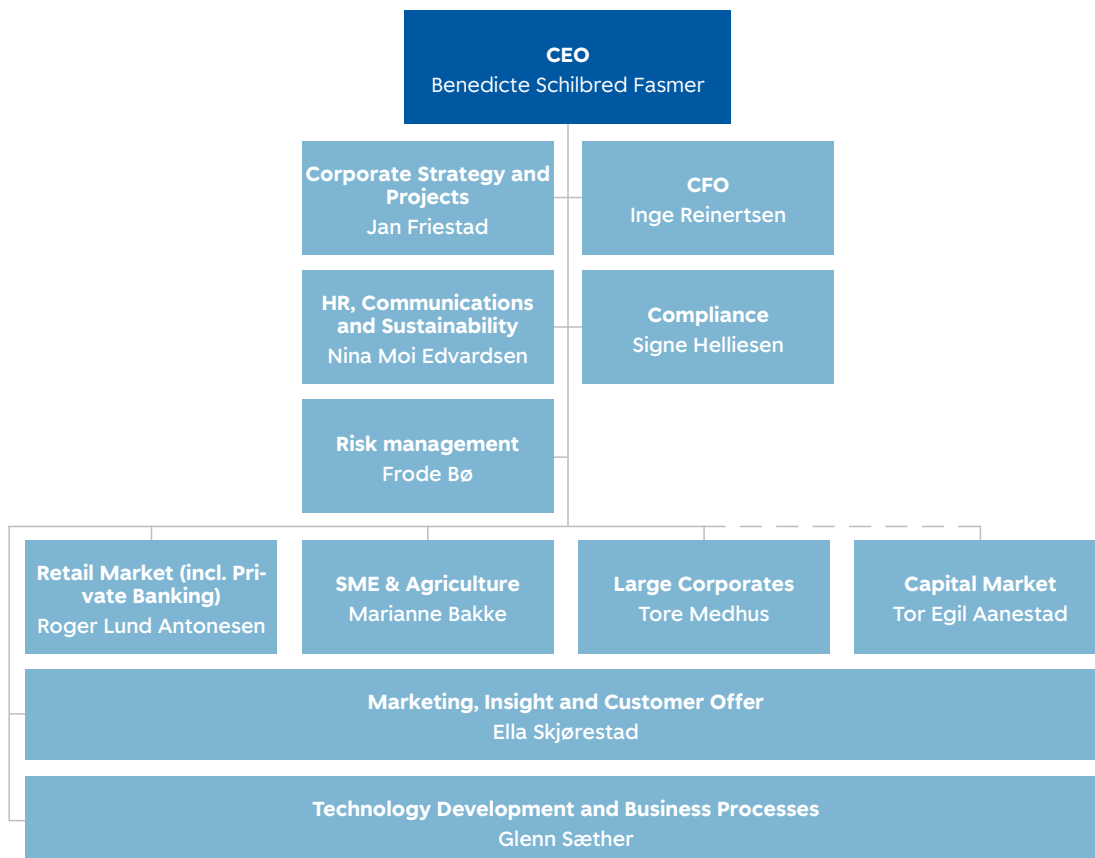 CEO
Benedicte Schilbred Fasmer
Corporate Strategy and
Projects
Jan Friestad
CFO
Inge Reinertsen
HR, Communications
and Sustainability
Nina Moi Edvardsen
Compliance
Signe Helliesen
Risk management
Frode Bø
Retail Market (incl. Pri-
vate Banking)
Roger Lund Antonesen
SME & Agriculture
Marianne Bakke
Large Corporates
Tore Medhus
Capital Market
Tor Egil Aanestad
Marketing, Insight and Customer Offer
Ella Skjørestad
Technology Development and Business Processes
Glenn Sæther